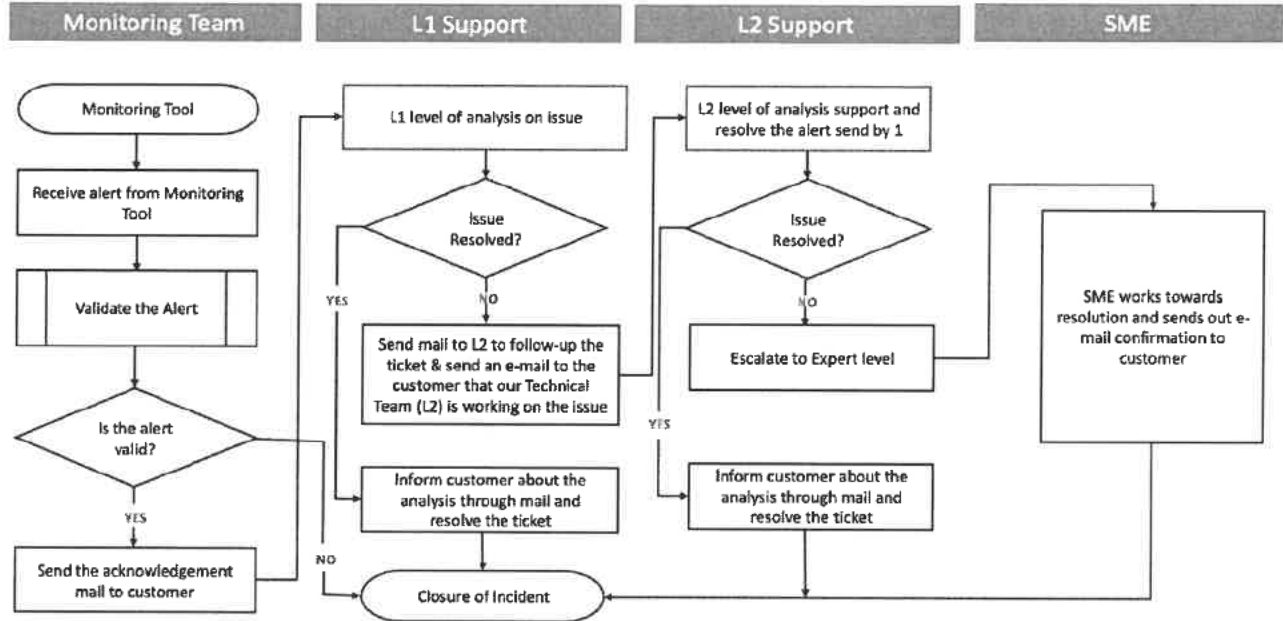 Monitoring Team
L1 Support
L2 Support
SME
Monitoring Tool
Receive alert from Monitoring
Tool
Validate the Alert
Is the alert
valid?
YES
NO
Send the acknowledgement
mail to customer
L1 level of analysis on issue
Issue
Resolved?
YES
NO
Send mail to L2 to follow-up the
ticket & send an e-mail to the
customer that our Technical
Team (L2) is working on the issue
Inform customer about the
analysis through mail and
resolve the ticket
Closure of Incident
L2 level of analysis support and
resolve the alert send by 1
Issue
Resolved?
YES
NO
Escalate to Expert level
Inform customer about the
analysis through mail and
resolve the ticket
SME works towards
resolution and sends out e-
mail confirmation to
customer